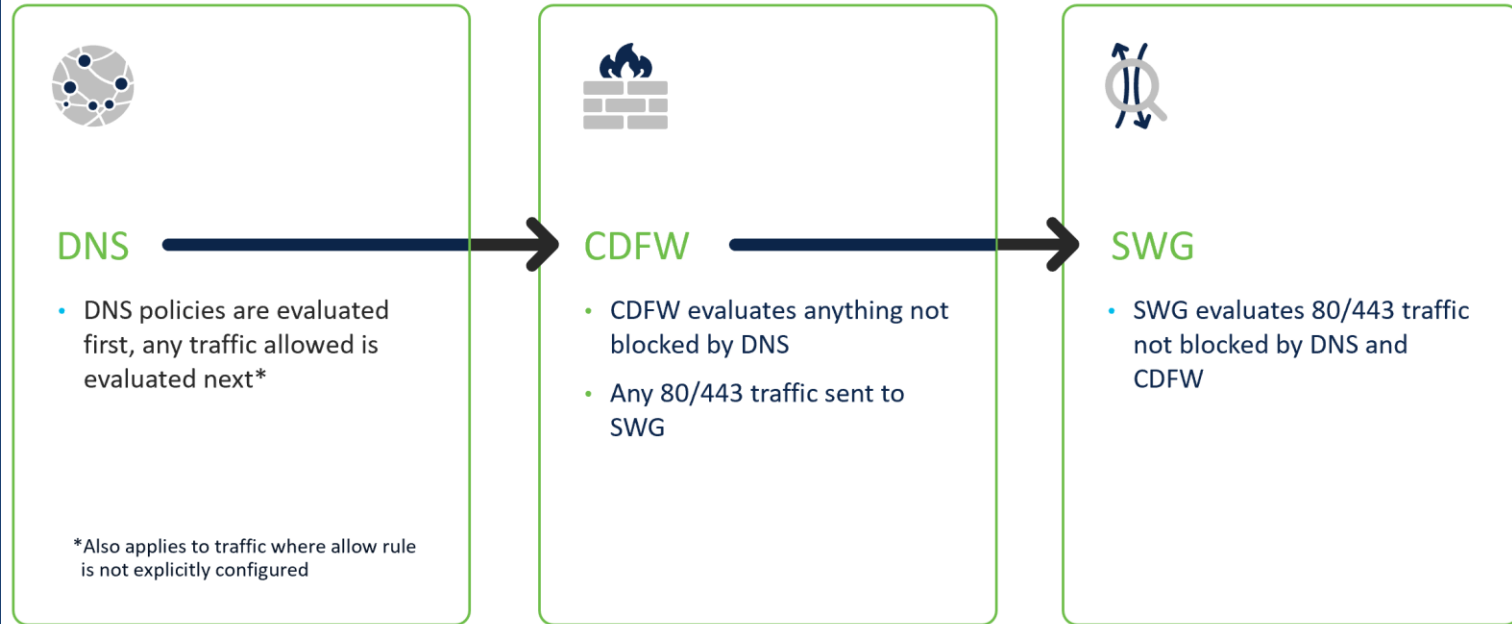 DNS
• DNS policies are evaluated
first, any traffic allowed is
evaluated next*
*Also applies to traffic where allow rule
is not explicitly configured
CDFW
• CDFW evaluates anything not
blocked by DNS
• Any 80/443 traffic sent to
SWG
SWG
• SWG evaluates 80/443 traffic
not blocked by DNS and
CDFW